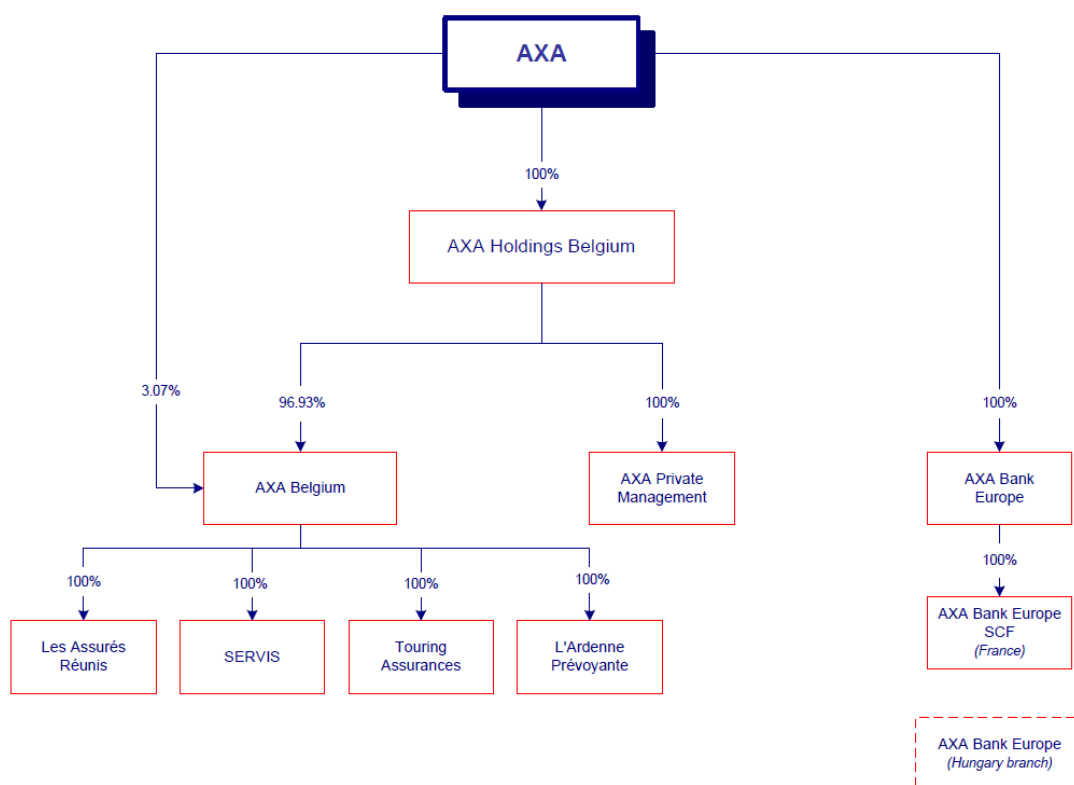 AXA
100%
AXA Holdings Belgium
3.07%
96.93%
100%
100%
AXA Belgium
AXA Private
Management
AXA Bank
Europe
100%
100%
100%
100%
100%
Les Assurés
Réunis
SERVIS
Touring
Assurances
L'Ardenne
Prévoyante
AXA Bank Europe
SCF
(France)
AXA Bank Europe
(Hungary branch)